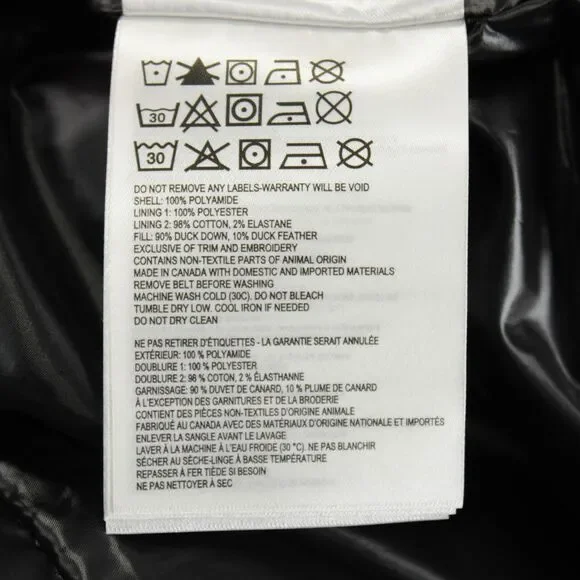 30
30
DO NOT REMOVE ANY LABELS-WARRANTY WILL BE VOID
SHELL: 100% POLYAMIDE
LINING 1: 100% POLYESTER
LINING 2: 98% COTTON, 2% ELASTANE
FILL: 90% DUCK DOWN, 10% DUCK FEATHER
EXCLUSIVE OF TRIM AND EMBROIDERY
CONTAINS NON-TEXTILE PARTS OF ANIMAL ORIGIN
MADE IN CANADA WITH DOMESTIC AND IMPORTED MATERIALS
REMOVE BELT BEFORE WASHING
MACHINE WASH COLD (30C). DO NOT BLEACH
TUMBLE DRY LOW. COOL IRON IF NEEDED
DO NOT DRY CLEAN
NE PAS RETIRER D'ÉTIQUETTES - LA GARANTIE SERAIT ANNULÉE
EXTÉRIEUR: 100 % POLYAMIDE
DOUBLURE 1: 100 % POLYESTER
DOUBLURE 2: 98 % COTON, 2 % ÉLASTHANNE
GARNISSAGE: 90 % DUVET DE CANARD, 10 % PLUME DE CANARD
À L'EXCEPTION DES GARNITURES ET DE LA BRODERIE
CONTIENT DES PIÈCES NON-TEXTILES D'ORIGINE ANIMALE
FABRIQUÉ AU CANADA AVEC DES MATÉRIAUX D'ORIGINE NATIONALE ET IMPORTÉS
ENLEVER LA SANGLE AVANT LE LAVAGE
LAVER À LA MACHINE À L'EAU FROIDE (30 °C). NE PAS BLANCHIR
SÉCHER AU SÈCHE-LINGE À BASSE TEMPÉRATURE
REPASSER À FER TIÈDE SI BESOIN
NE PAS NETTOYER À SEC